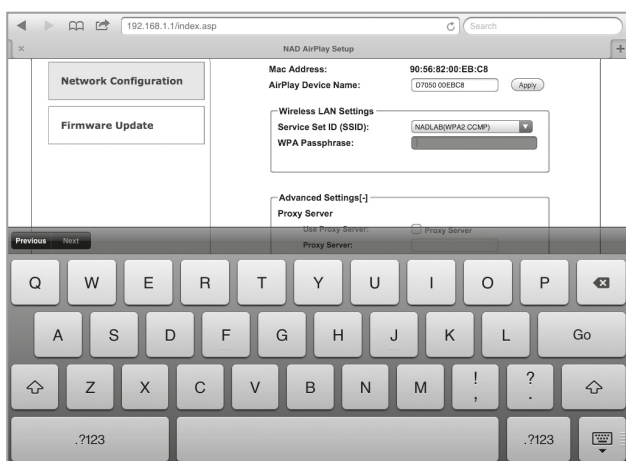 192.168.1.1/index.asp
Search
NAD AirPlay Setup
Network Configuration
Firmware Update
Mac Address: 90:56:82:00:EB:C8
AirPlay Device Name: D7050 00EBC8 Apply
Wireless LAN Settings
Service Set ID (SSID): NADLAB(WPA2 CCMP)
WPA Passphrase:
Advanced Settings[-]
Proxy Server
Use Proxy Server: Proxy Server
Proxy Server:
Previous Next
Q W E R T Y U I O P
A S D F G H J K L Go
Z X C V B N M ! , ? .
.?123 .?123